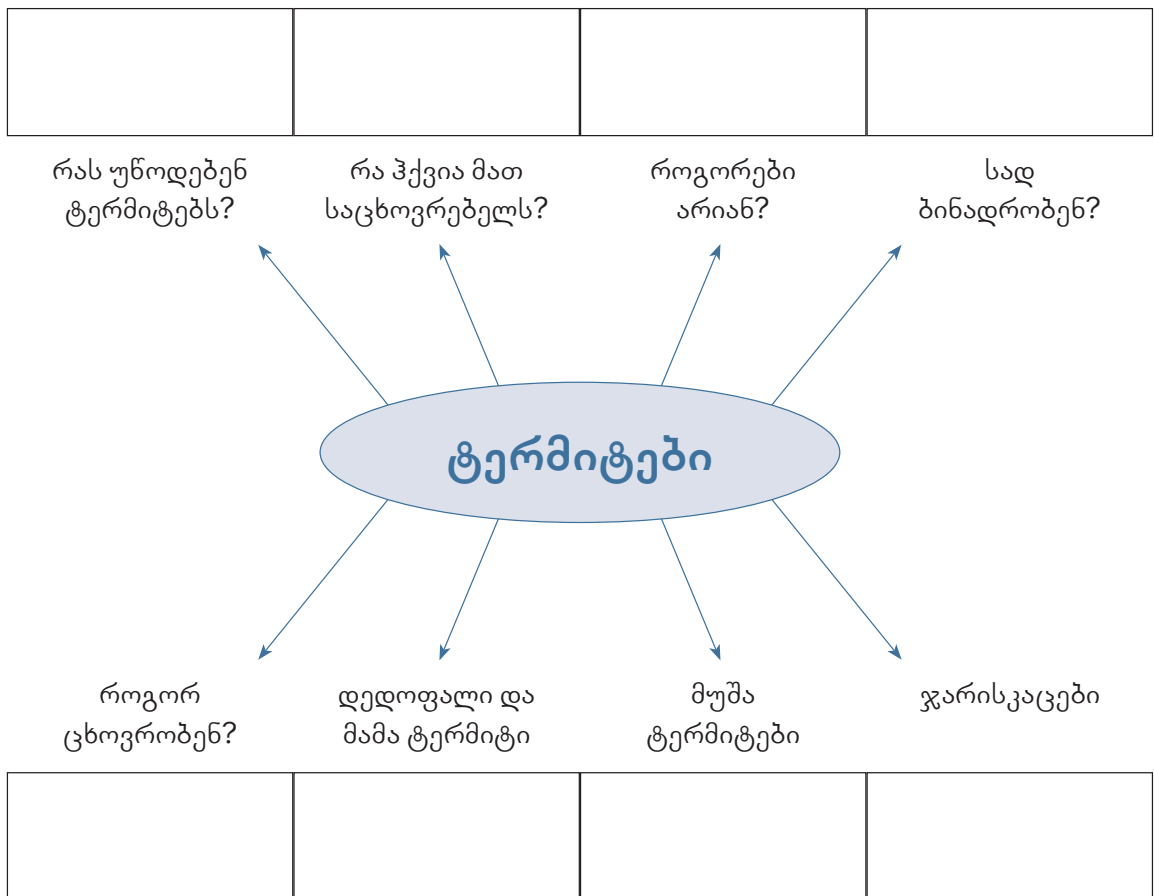 რას უწოდებენ
ტერმიტებს?
რა ჰქვია მათ
საცხოვრებელს?
როგორები
არიან?
სად
ბინადრობენ?
ტერმიტები
როგორ
ცხოვრობენ?
დედოფალი და
მამა ტერმიტი
მუშა
ტერმიტები
ჯარისკაცები